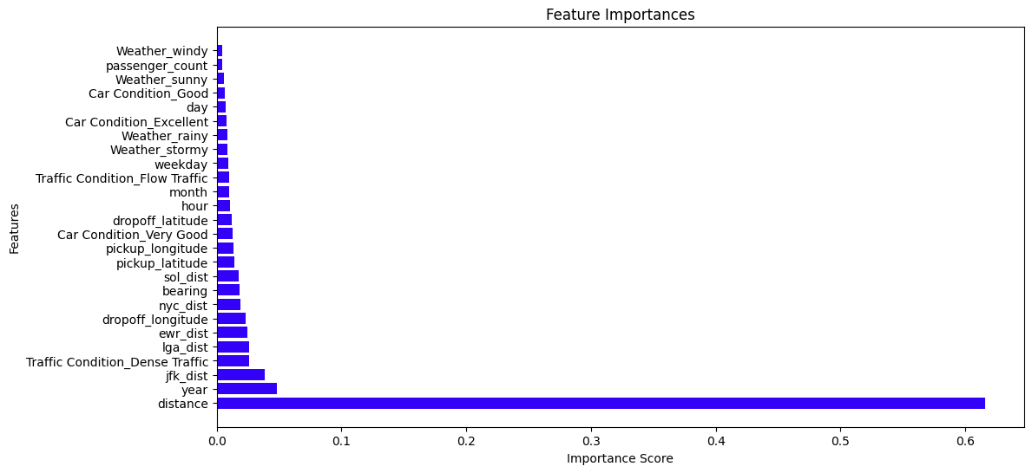 Feature Importances
Features
Weather_windy
passenger_count
Weather_sunny
Car Condition_Good
day
Car Condition_Excellent
Weather_rainy
Weather_stormy
weekday
Traffic Condition_Flow Traffic
month
hour
dropoff_latitude
Car Condition_Very Good
pickup_longitude
pickup_latitude
sol_dist
bearing
nyc_dist
dropoff_longitude
ewr_dist
lga_dist
Traffic Condition_Dense Traffic
jfk_dist
year
distance
0.0 0.1 0.2 0.3 0.4 0.5 0.6
Importance Score